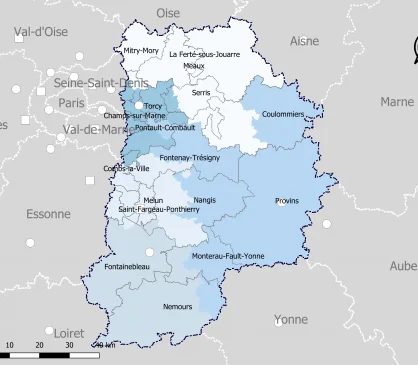 Oise
Val-d'Oise
Aisne
Mitry-Mory
La Ferté-sous-Jouarre
Meaux
Seine-Saint-Denis
Serris
Marne
Paris
Torcy
Coulommiers
Champs-sur-Marne
Pontault-Combault
Val-de-Marne
es
Fontenay-Trésigny
Combs-la-Ville
Melun
Nangis
Provins
Saint-Fargeau-Ponthierry
Essonne
Monterau-Fault-Yonne
Fontainebleau
Aube
Nemours
Yonne
Loiret
10 20 30 40 km